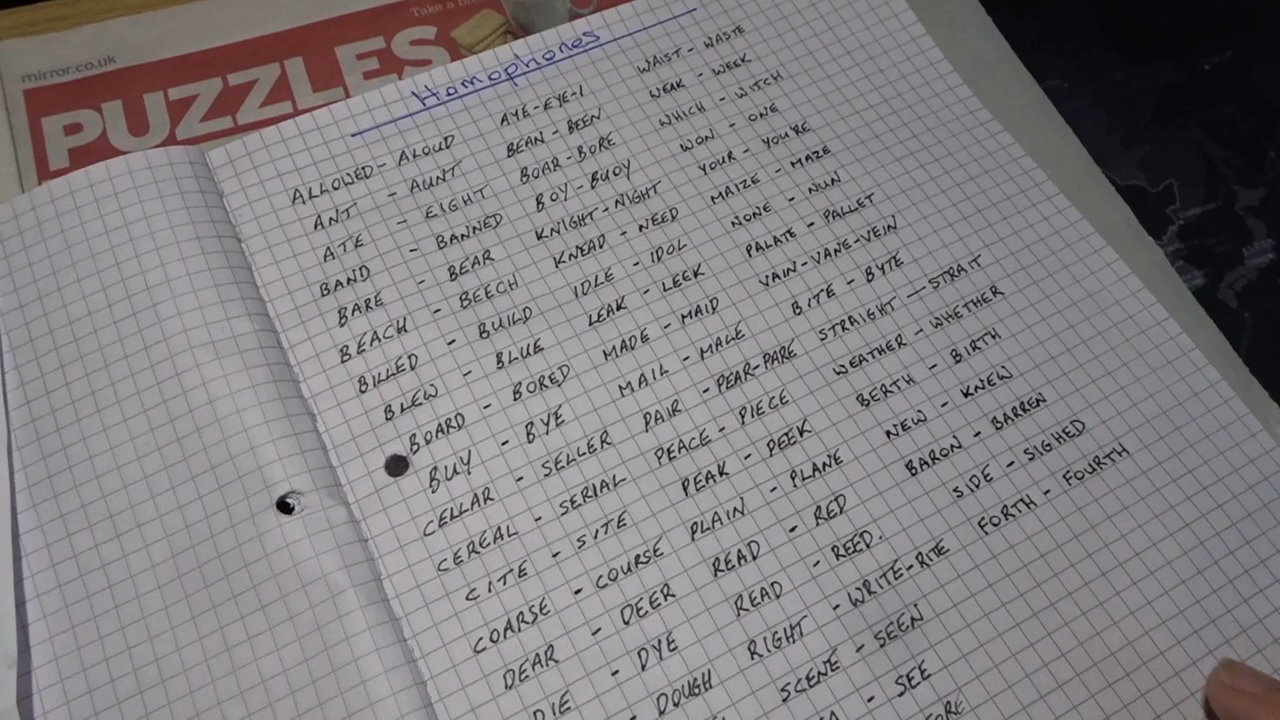 mirror.co.uk
Take a
PUZZLES
Homophones
ALLOWED - ALOUD AYE - EYE - I WAIST - WASTE
ANT - AUNT BEAN - BEEN WEAK - WEEK
ATE - EIGHT BOAR - BORE WHICH - WITCH
BAND - BANNED BOY - BUOY WON - ONE
BARE - BEAR KNIGHT - NIGHT YOUR - YOU'RE
BEACH - BEECH KNEAD - NEED MAIZE - MAZE
BILLED - BUILD IDLE - IDOL NONE - NUN
BLEW - BLUE LEAK - LEEK PALATE - PALLET
BOARD - BORED MADE - MAID VAIN - VANE - VEIN
BUY - BYE MAIL - MALE BITE - BYTE
CELLAR - SELLER PAIR - PEAR - PARE STRAIGHT — STRAIT
CEREAL - SERIAL PEACE - PIECE WEATHER - WHETHER
CITE - SITE PEAK - PEEK BERTH - BIRTH
COARSE - COURSE PLAIN - PLANE NEW - KNEW
DEAR - DEER READ - RED BARON - BARREN
DIE - DYE READ - REED. SIDE - SIGHED
- DOUGH RIGHT - WRITE - RITE FORTH - FOURTH
SCENE - SEEN
- SEE